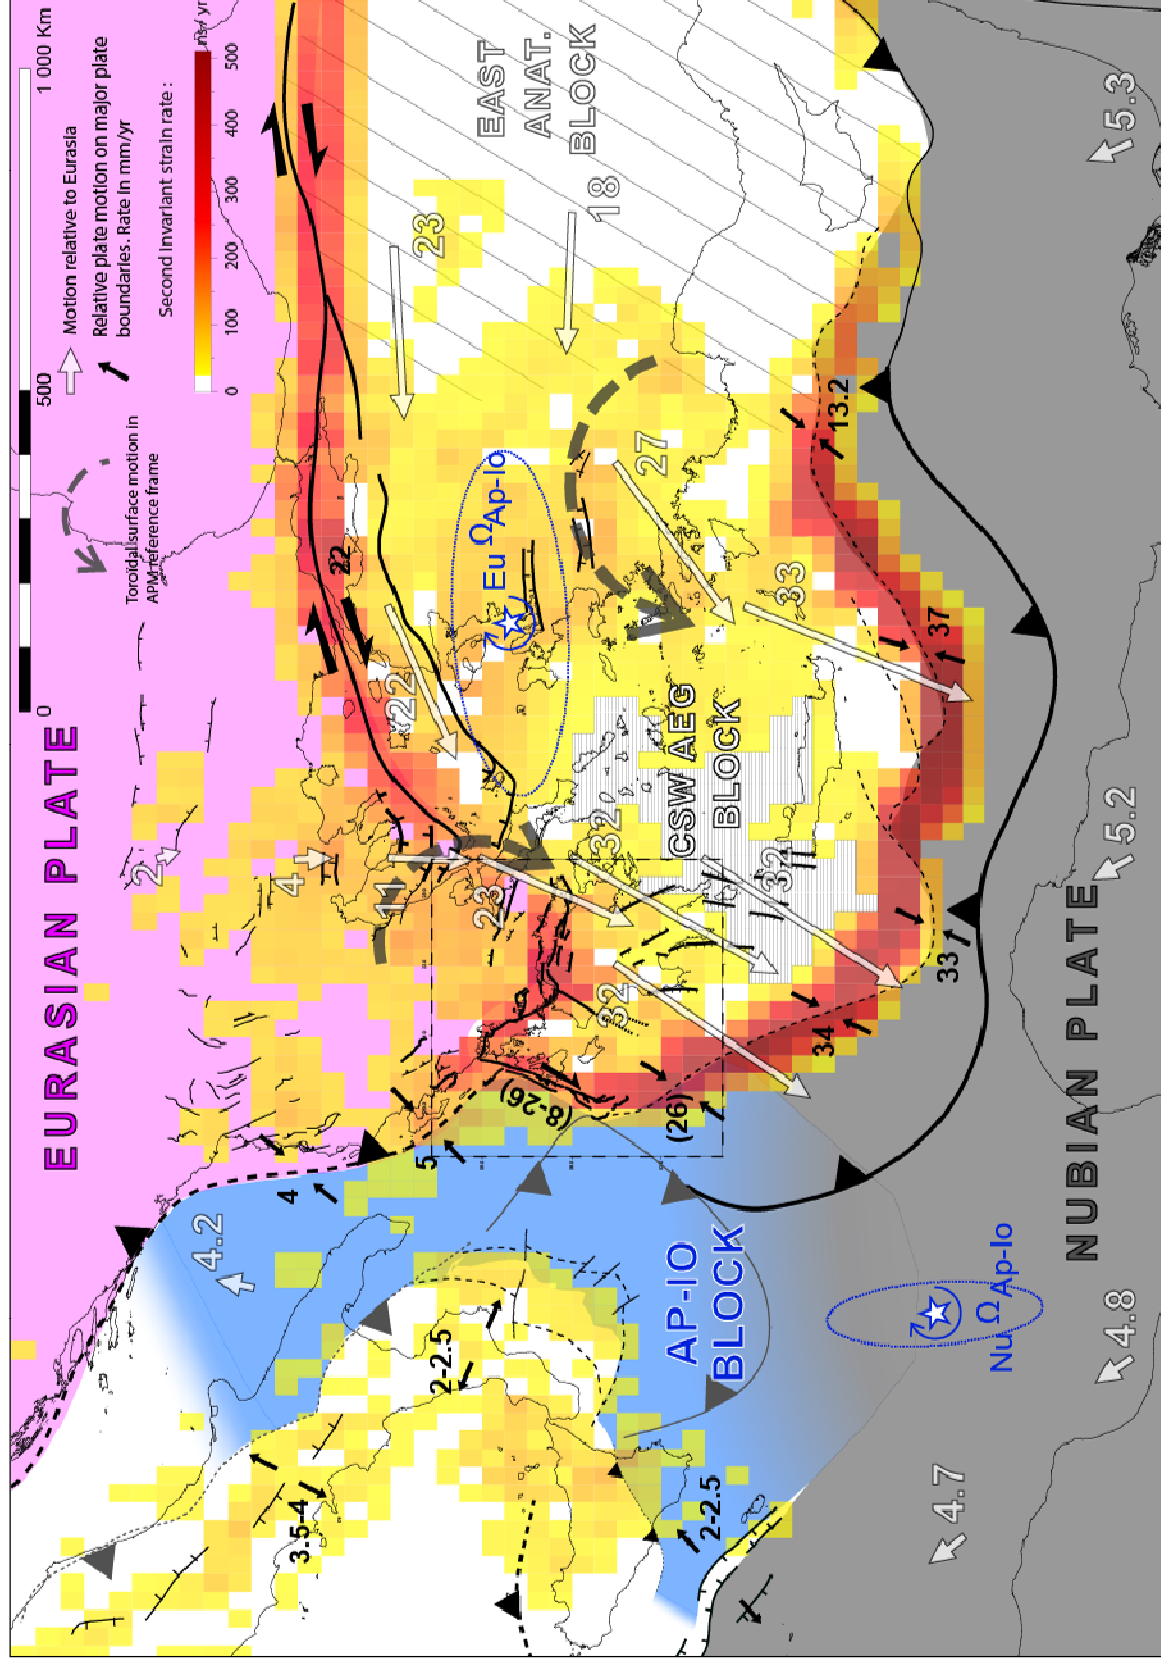 EURASIAN PLATE
0
500
1 000 Km
Toroidal surface motion in
APM reference frame
Motion relative to Eurasia
Relative plate motion on major plate
boundaries. Rate in mm/yr
Second Invariant strain rate :
0
100
200
300
400
500
nst/ yr
2
4
11
4.2
4
5
22
22
23
23
18
EAST
ANAT.
BLOCK
Eu Ω Ap-Io
27
33
32
32
32
CSW AEG
BLOCK
(8-26)
(26)
34
33
37
13.2
3.5-4
2-2.5
2-2.5
AP-IO
BLOCK
Nu Ω Ap-Io
NUBIAN PLATE
4.7
4.8
5.2
5.3